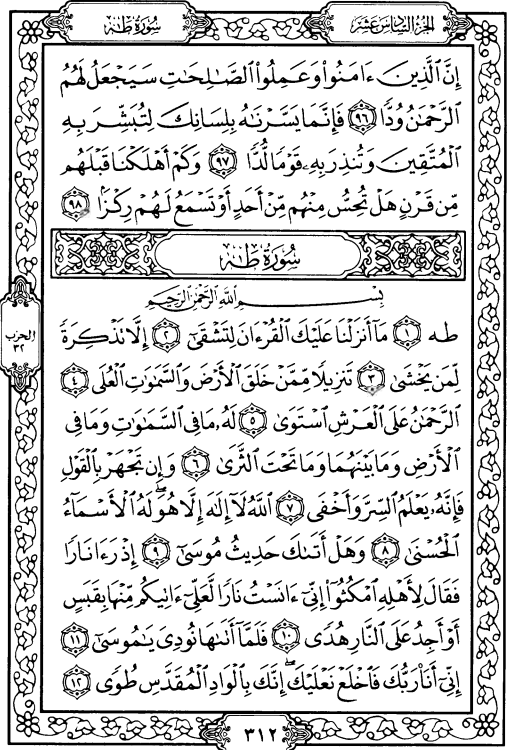 الجزء السادس عشر
سورة طه
إِنَّ الَّذِينَ ءَامَنُوا۟ وَعَمِلُوا۟ الصَّـٰلِحَـٰتِ سَيَجْعَلُ لَهُمُ
الرَّحْمَـٰنُ وُدًّا ٩٦ فَإِنَّمَا يَسَّرْنَـٰهُ بِلِسَانِكَ لِتُبَشِّرَ بِهِ
الْمُتَّقِينَ وَتُنذِرَ بِهِۦ قَوْمًا لُّدًّا ٩٧ وَكَمْ أَهْلَكْنَا قَبْلَهُم
مِّن قَرْنٍ هَلْ تُحِسُّ مِنْهُم مِّنْ أَحَدٍ أَوْ تَسْمَعُ لَهُمْ رِكْزًۢا ٩٨
سُورَةُ طه
بِسْمِ اللَّهِ الرَّحْمَـٰنِ الرَّحِيمِ
طه ١ مَآ أَنزَلْنَا عَلَيْكَ الْقُرْءَانَ لِتَشْقَىٰٓ ٢ إِلَّا تَذْكِرَةً
لِّمَن يَخْشَىٰ ٣ تَنزِيلًا مِّمَّنْ خَلَقَ الْأَرْضَ وَالسَّمَـٰوَٰتِ الْعُلَى ٤
الرَّحْمَـٰنُ عَلَى الْعَرْشِ اسْتَوَىٰ ٥ لَهُۥ مَا فِى السَّمَـٰوَٰتِ وَمَا فِى
الْأَرْضِ وَمَا بَيْنَهُمَا وَمَا تَحْتَ الثَّرَىٰ ٦ وَإِن تَجْهَرْ بِالْقَوْلِ
فَإِنَّهُۥ يَعْلَمُ السِّرَّ وَأَخْفَى ٧ اللَّهُ لَآ إِلَـٰهَ إِلَّا هُوَ ۖ لَهُ الْأَسْمَآءُ
الْحُسْنَىٰ ٨ وَهَلْ أَتَىٰكَ حَدِيثُ مُوسَىٰٓ ٩ إِذْ رَءَا نَارًا
فَقَالَ لِأَهْلِهِ امْكُثُوٓا۟ إِنِّىٓ ءَانَسْتُ نَارًا لَّعَلِّىٓ ءَاتِيكُم مِّنْهَا بِقَبَسٍ
أَوْ أَجِدُ عَلَى النَّارِ هُدًى ١٠ فَلَمَّآ أَتَىٰهَا نُودِىَ يَـٰمُوسَىٰٓ ١١
إِنِّىٓ أَنَا۠ رَبُّكَ فَاخْلَعْ نَعْلَيْكَ ۖ إِنَّكَ بِالْوَادِ الْمُقَدَّسِ طُوًى ١٢
الحزب
٣٢
٣١٢